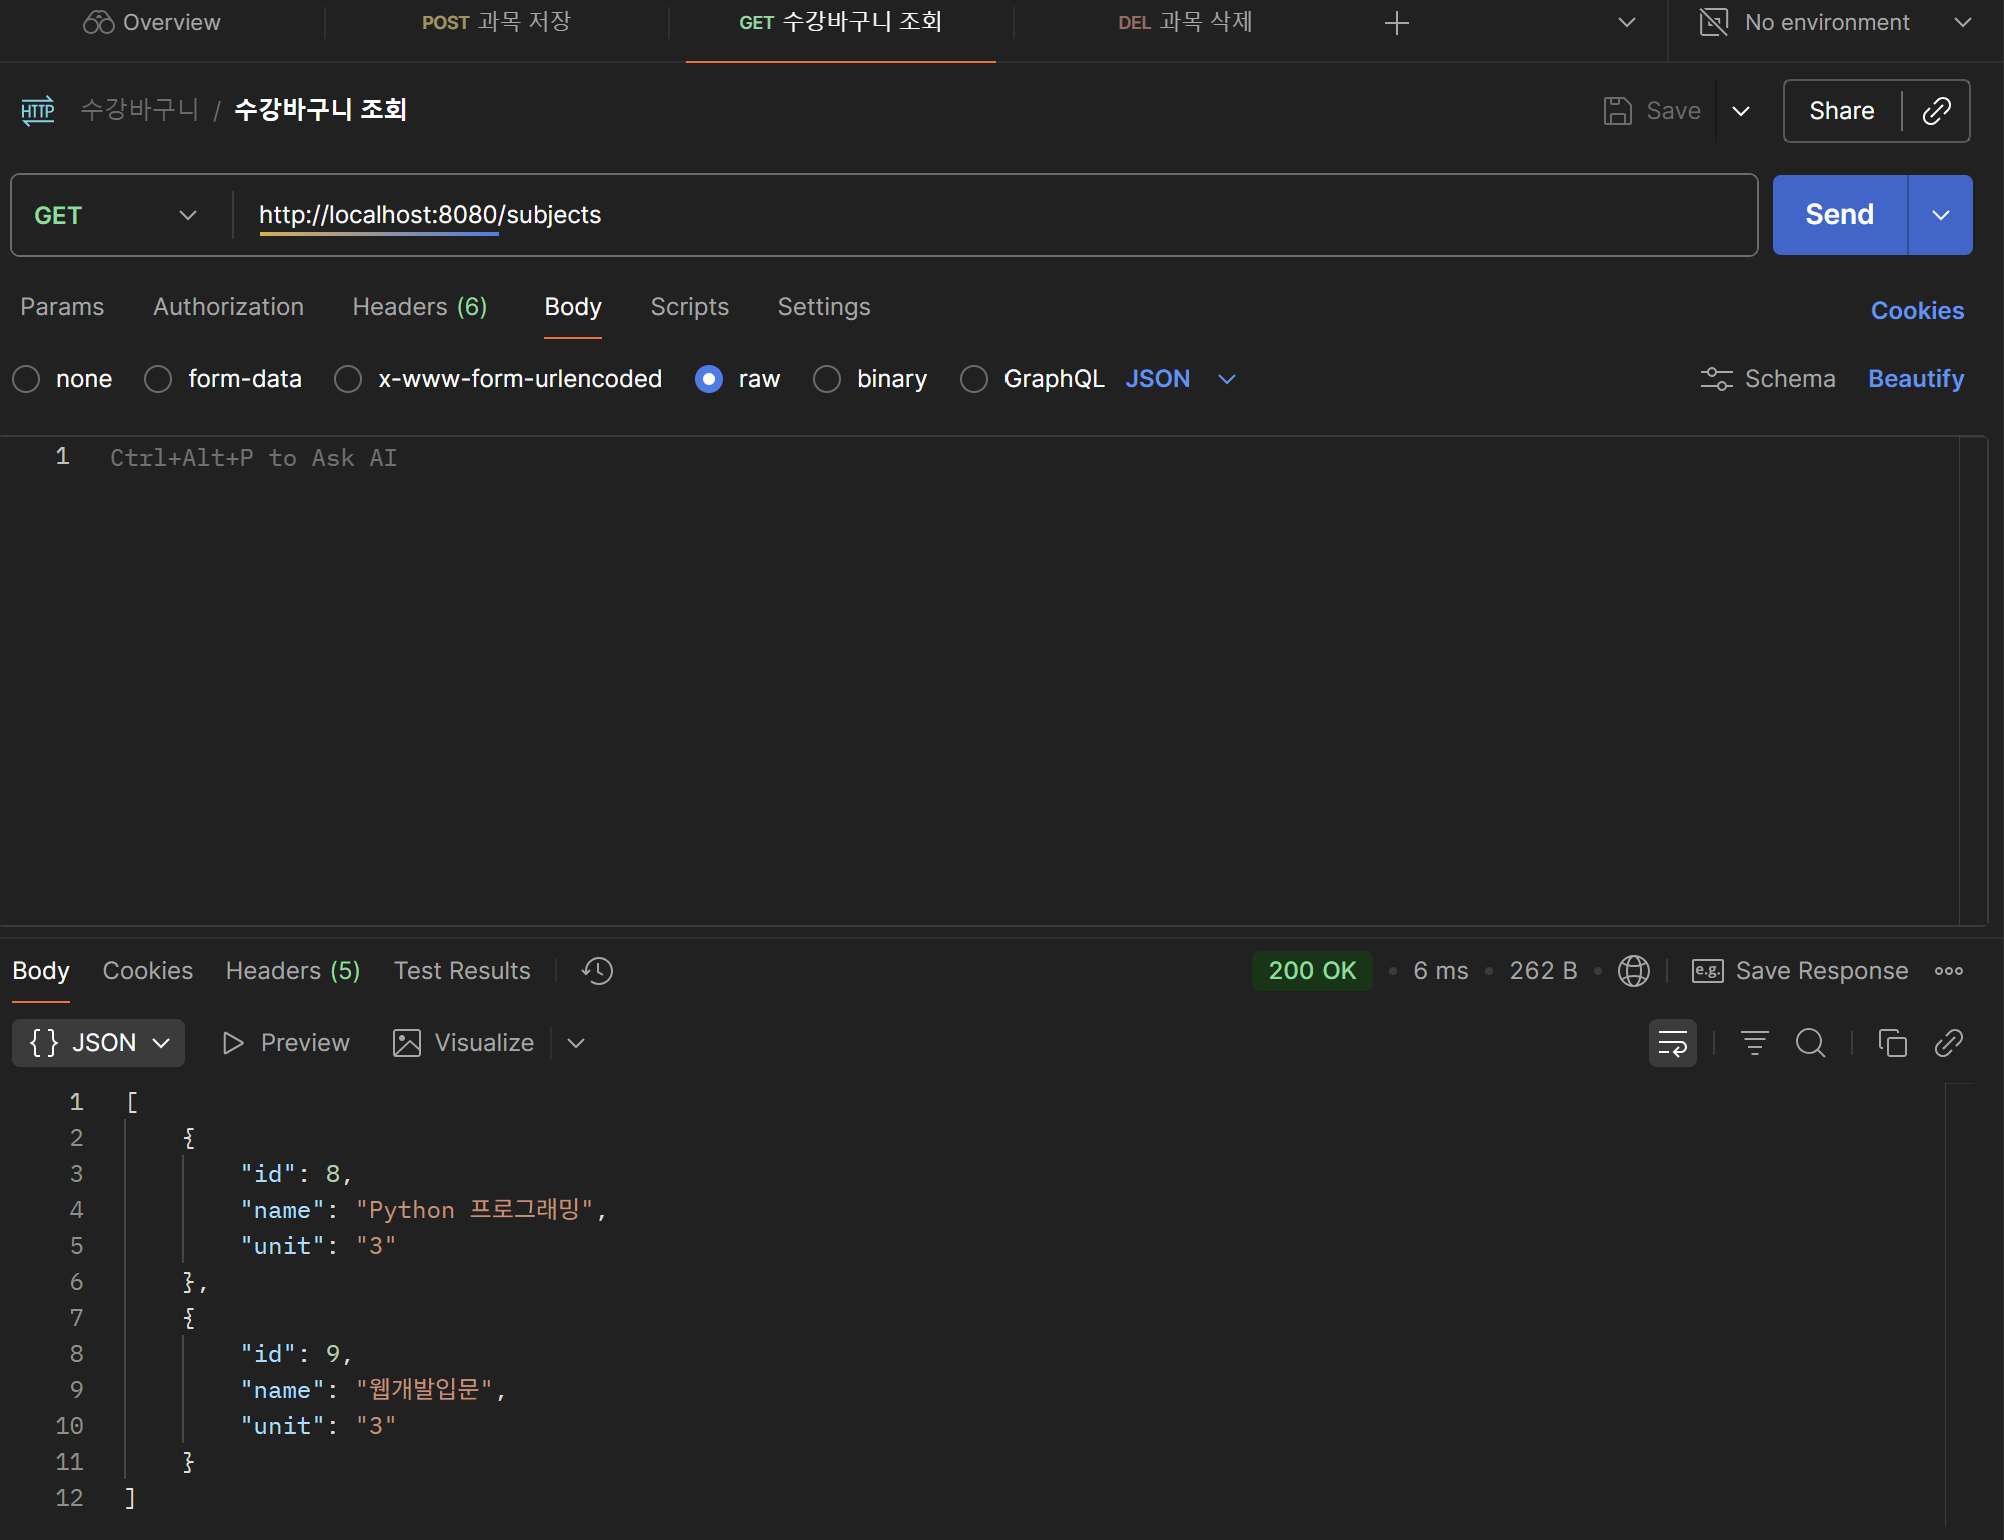 Overview
POST 과목 저장
GET 수강바구니 조회
DEL 과목 삭제
No environment
HTTP 수강바구니 / 수강바구니 조회
Save
Share
GET
http://localhost:8080/subjects
Send
Params Authorization Headers (6) Body Scripts Settings
Cookies
none form-data x-www-form-urlencoded raw binary GraphQL JSON
Schema Beautify
1 Ctrl+Alt+P to Ask AI
Body Cookies Headers (5) Test Results
200 OK • 6 ms • 262 B • e.g. Save Response
{} JSON Preview Visualize
1 [
2 {
3 "id": 8,
4 "name": "Python 프로그래밍",
5 "unit": "3"
6 },
7 {
8 "id": 9,
9 "name": "웹개발입문",
10 "unit": "3"
11 }
12 ]